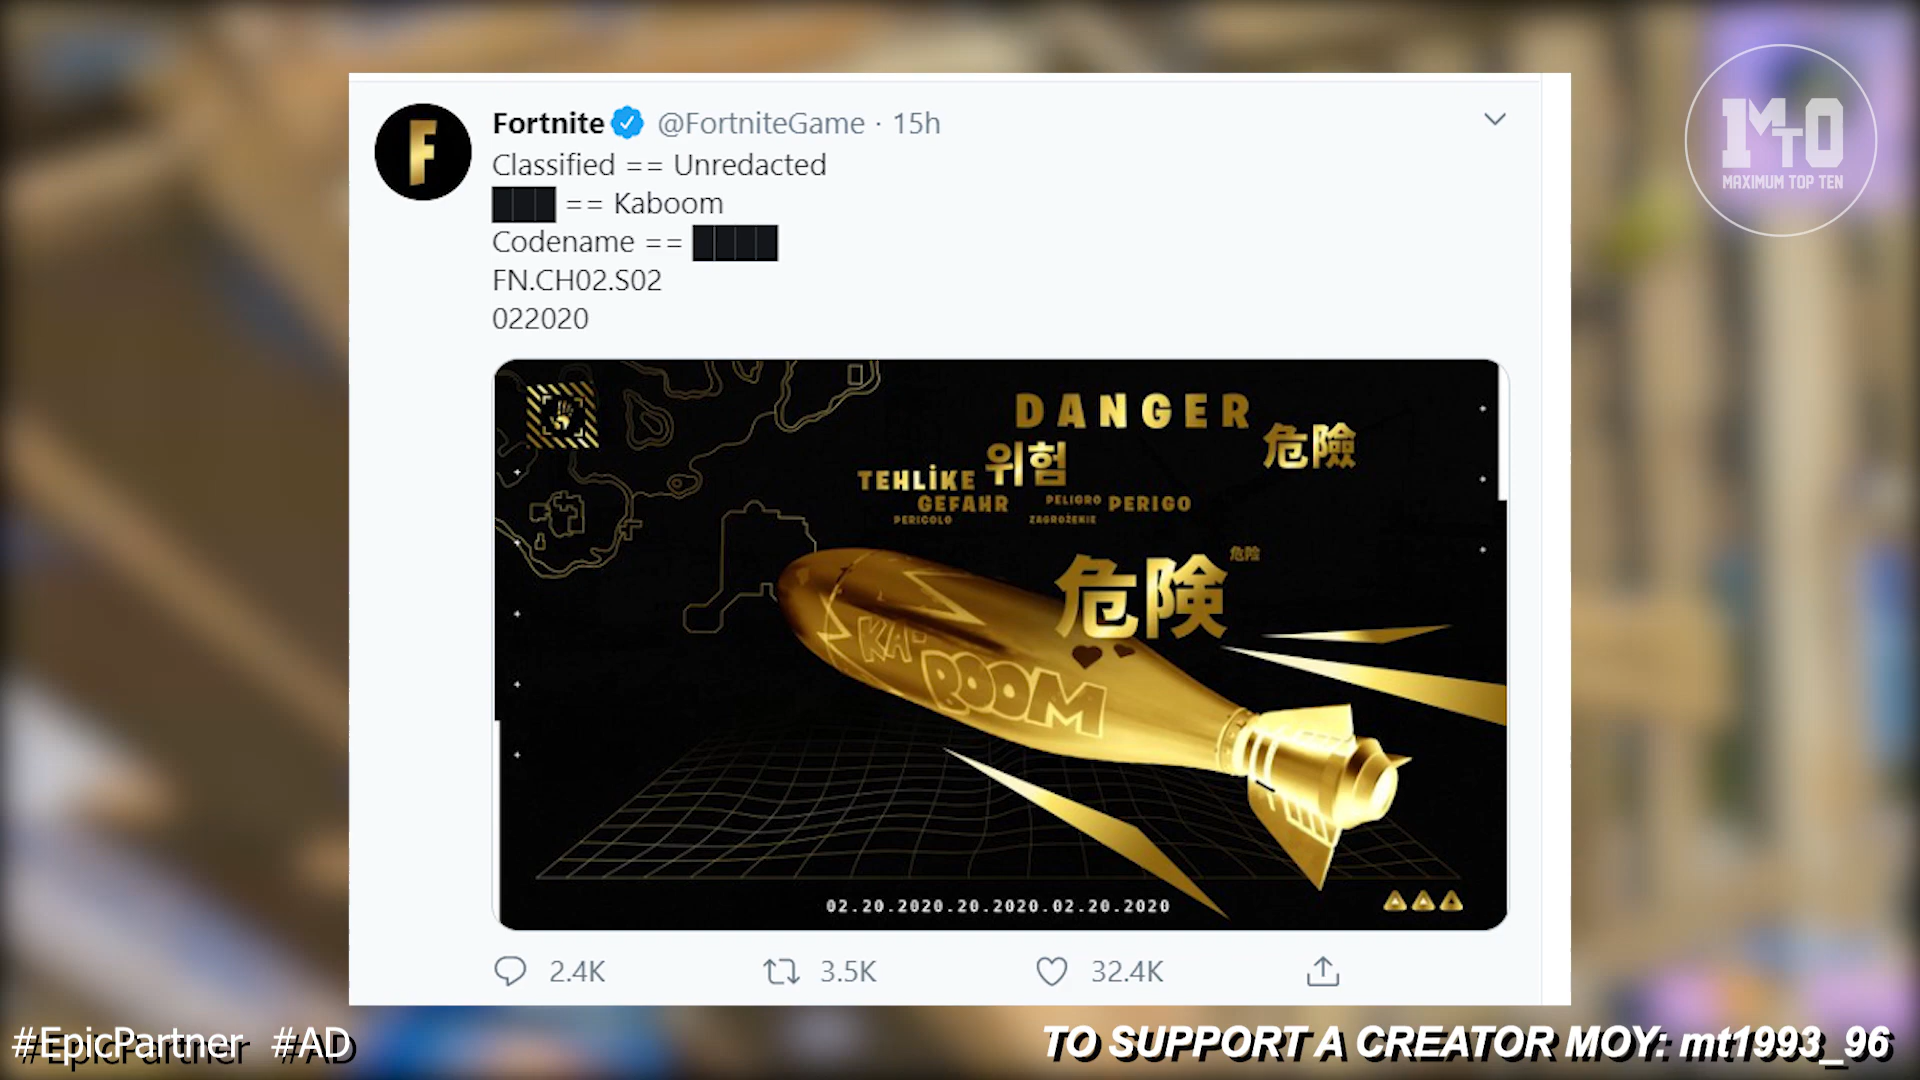 Fortnite @FortniteGame · 15h
Classified == Unredacted
███ == Kaboom
Codename == ████
FN.CH02.S02
022020
DANGER
危險
위험
TEHLİKE
GEFAHR
PELIGRO PERIGO
PERICOLO
ZAGROŻENIE
危険
危险
KA-
BOOM
02.20.2020.20.2020.02.20.2020
2.4K 3.5K 32.4K
1MTO
MAXIMUM TOP TEN
#EpicPartner #AD
TO SUPPORT A CREATOR MOY: mt1993_96